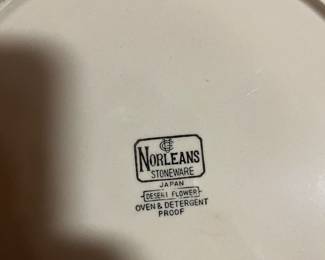 NORLEANS
STONEWARE
JAPAN
DESERT FLOWER
OVEN & DETERGENT
PROOF